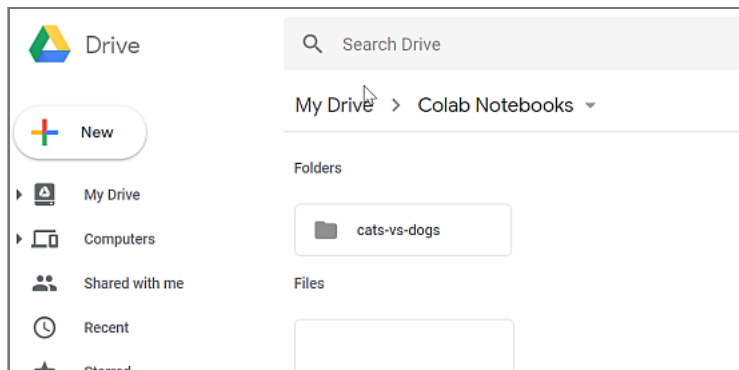 Drive
Search Drive
My Drive > Colab Notebooks
New
My Drive
Computers
Shared with me
Recent
Starred
Folders
cats-vs-dogs
Files